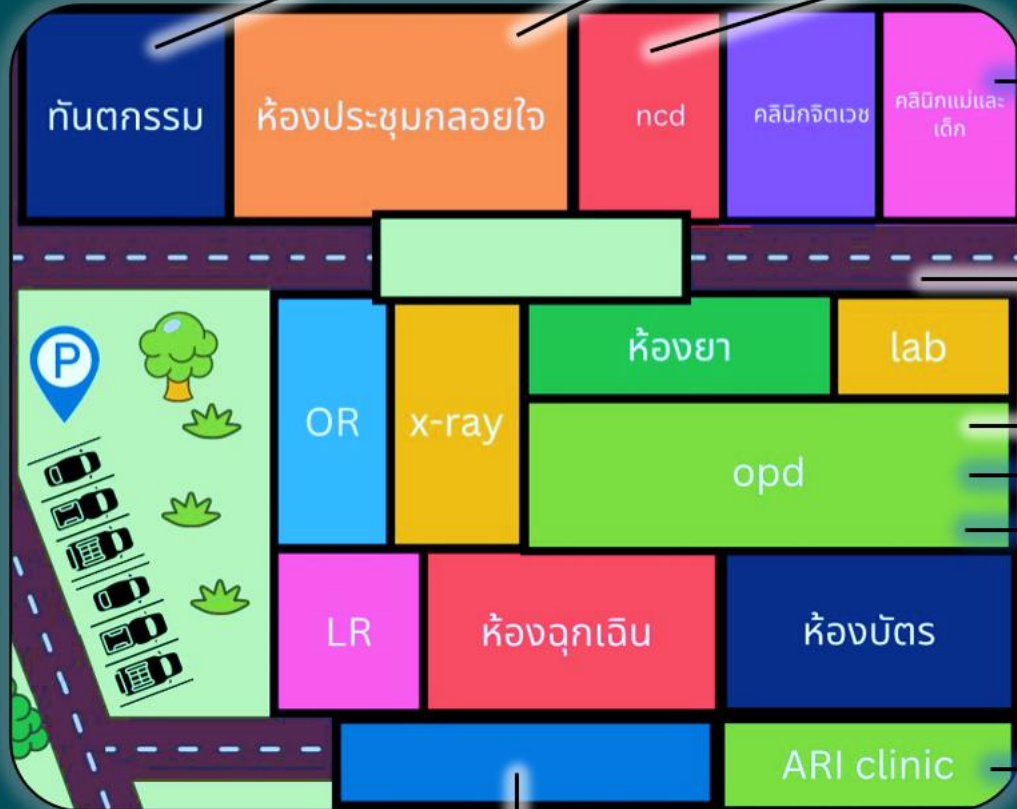 ทันตกรรม
ห้องประชุมกลอยใจ
ncd
คลินิกจิตเวช
คลินิกแม่และ
เด็ก
P
ห้องยา
lab
OR
x-ray
opd
LR
ห้องฉุกเฉิน
ห้องบัตร
ARI clinic